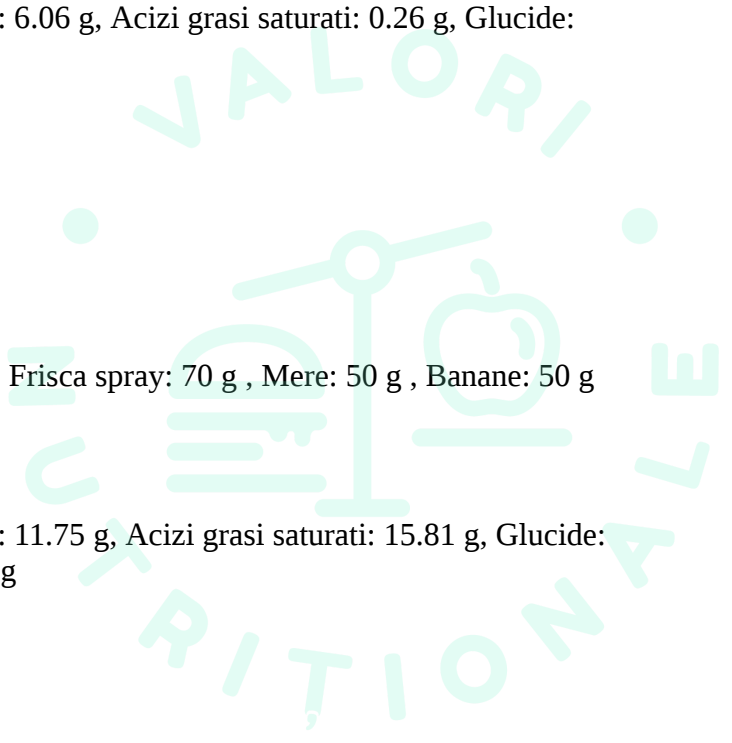 : 6.06 g, Acizi grasi saturati: 0.26 g, Glucide:
VALORI
Frisca spray: 70 g , Mere: 50 g , Banane: 50 g
: 11.75 g, Acizi grasi saturati: 15.81 g, Glucide:
g
NUTRITIONALE